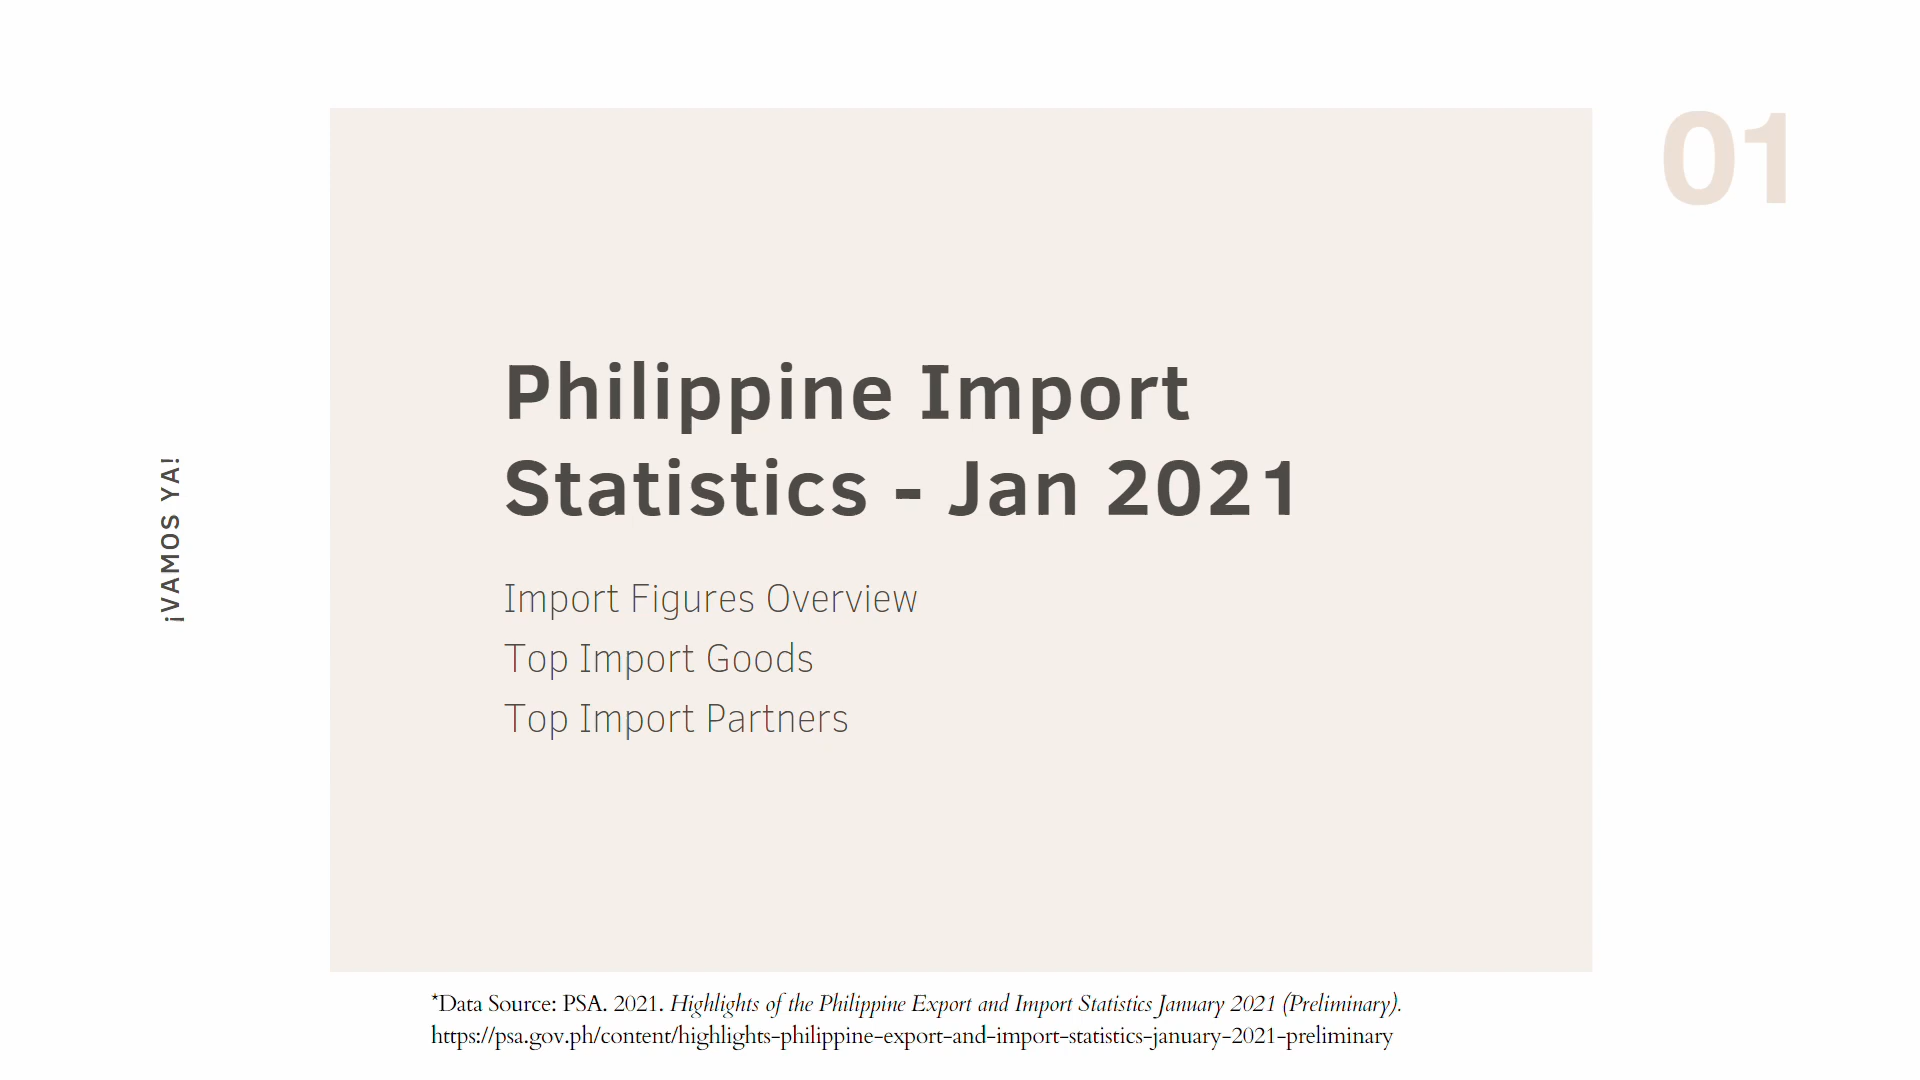 01
Philippine Import
Statistics - Jan 2021
Import Figures Overview
Top Import Goods
Top Import Partners
¡VAMOS YA!
*Data Source: PSA. 2021. Highlights of the Philippine Export and Import Statistics January 2021 (Preliminary).
https://psa.gov.ph/content/highlights-philippine-export-and-import-statistics-january-2021-preliminary